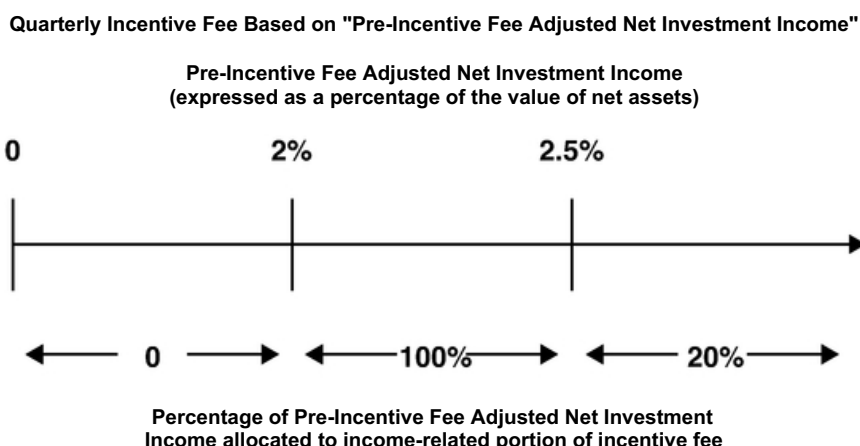 Quarterly Incentive Fee Based on "Pre-Incentive Fee Adjusted Net Investment Income"
Pre-Incentive Fee Adjusted Net Investment Income
(expressed as a percentage of the value of net assets)
0 2% 2.5%
0 100% 20%
Percentage of Pre-Incentive Fee Adjusted Net Investment
Income allocated to income-related portion of incentive fee